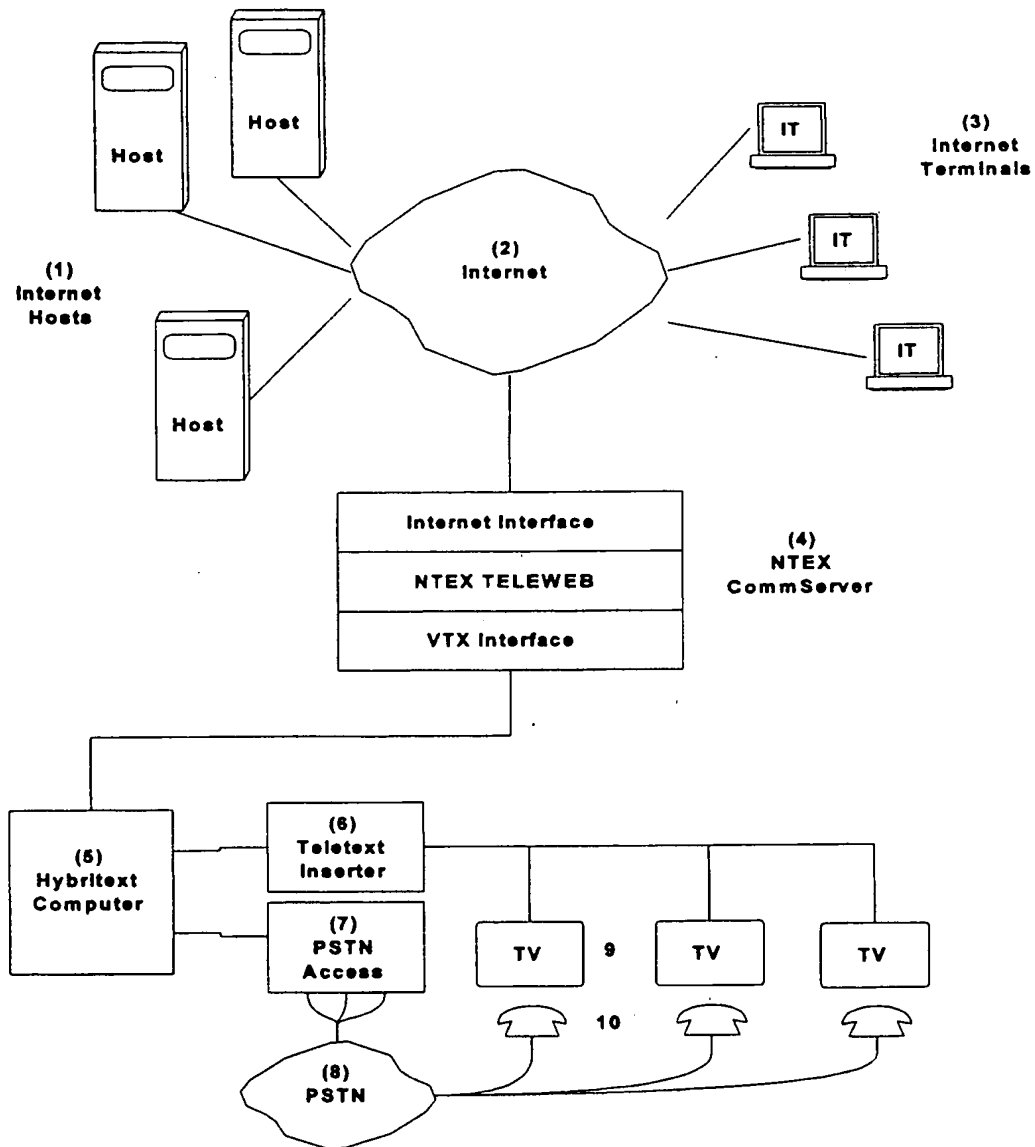 Host
Host
IT
(3)
Internet
Terminals
(2)
Internet
IT
(1)
Internet
Hosts
IT
Host
Internet Interface
(4)
NTEX
CommServer
NTEX TELEWEB
VTX Interface
(5)
Hybritext
Computer
(6)
Teletext
Inserter
(7)
PSTN
Access
TV
9
TV
TV
10
(8)
PSTN